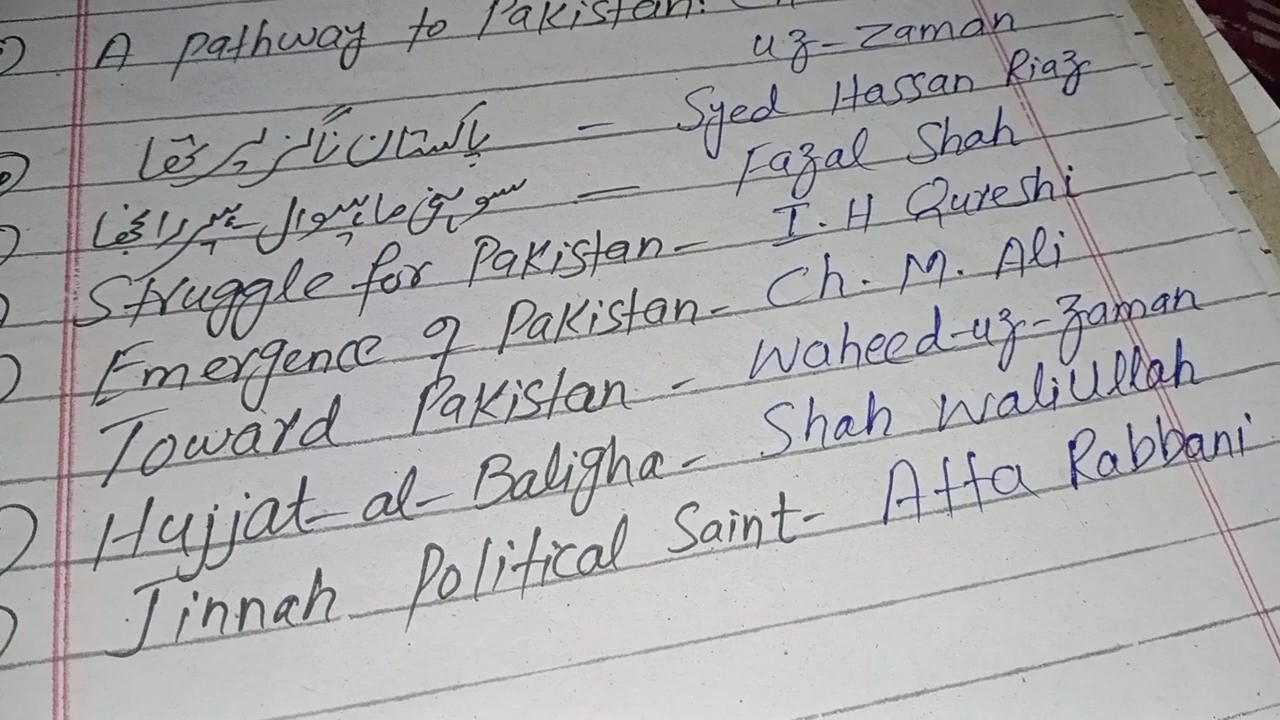 A Pathway to Pakistan.
uz-Zaman
پاکستان ناگزیر تھا - Syed Hassan Riaz
Fazal Shah
Struggle for Pakistan - I. H Qureshi
Emergence of Pakistan - Ch. M. Ali
Toward Pakistan - Waheed-uz-Zaman
Hujjat-al-Baligha - Shah Waliullah
Jinnah Political Saint - Atta Rabbani